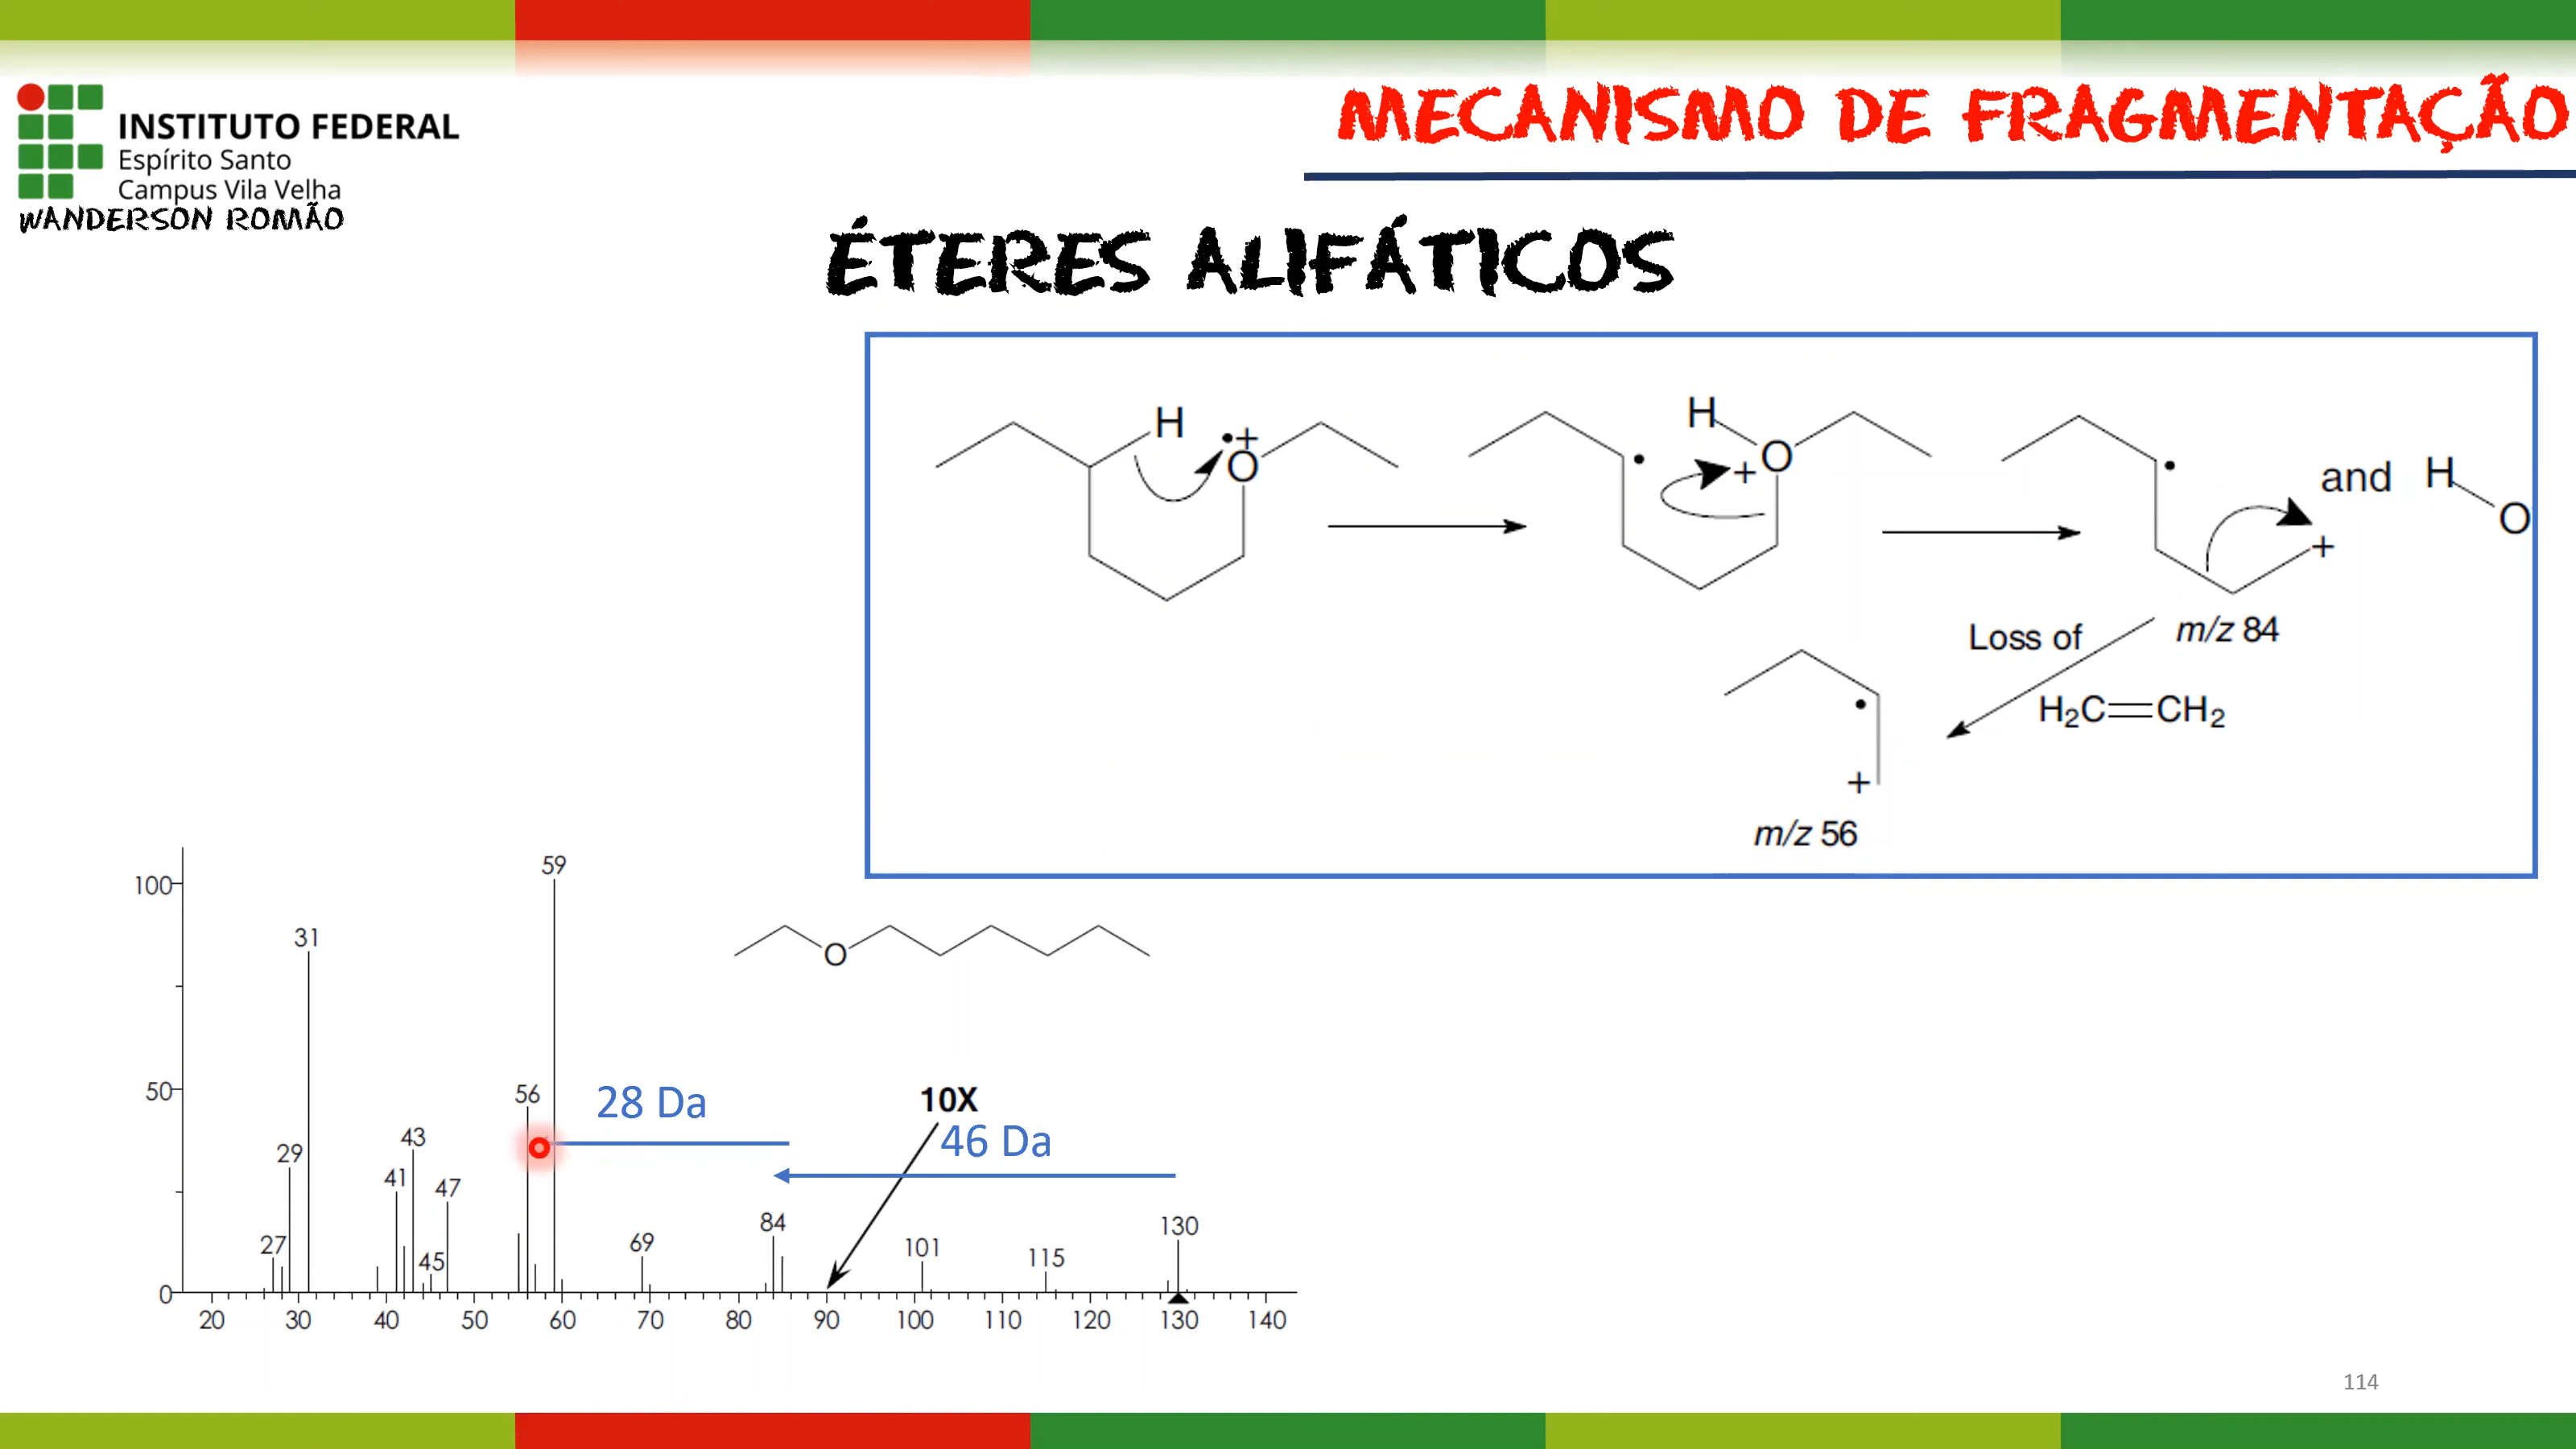 MECANISMO DE FRAGMENTAÇÃO
INSTITUTO FEDERAL
Espírito Santo
Campus Vila Velha
WANDERSON ROMÃO
ÉTERES ALIFÁTICOS
H
•+
O
H
+
O
•
•
+
and
H
O
Loss of
m/z 84
H₂C=CH₂
•
+
m/z 56
100
50
0
59
31
56
29
43
41
47
27
45
69
84
101
115
130
28 Da
10X
46 Da
O
20 30 40 50 60 70 80 90 100 110 120 130 140
114